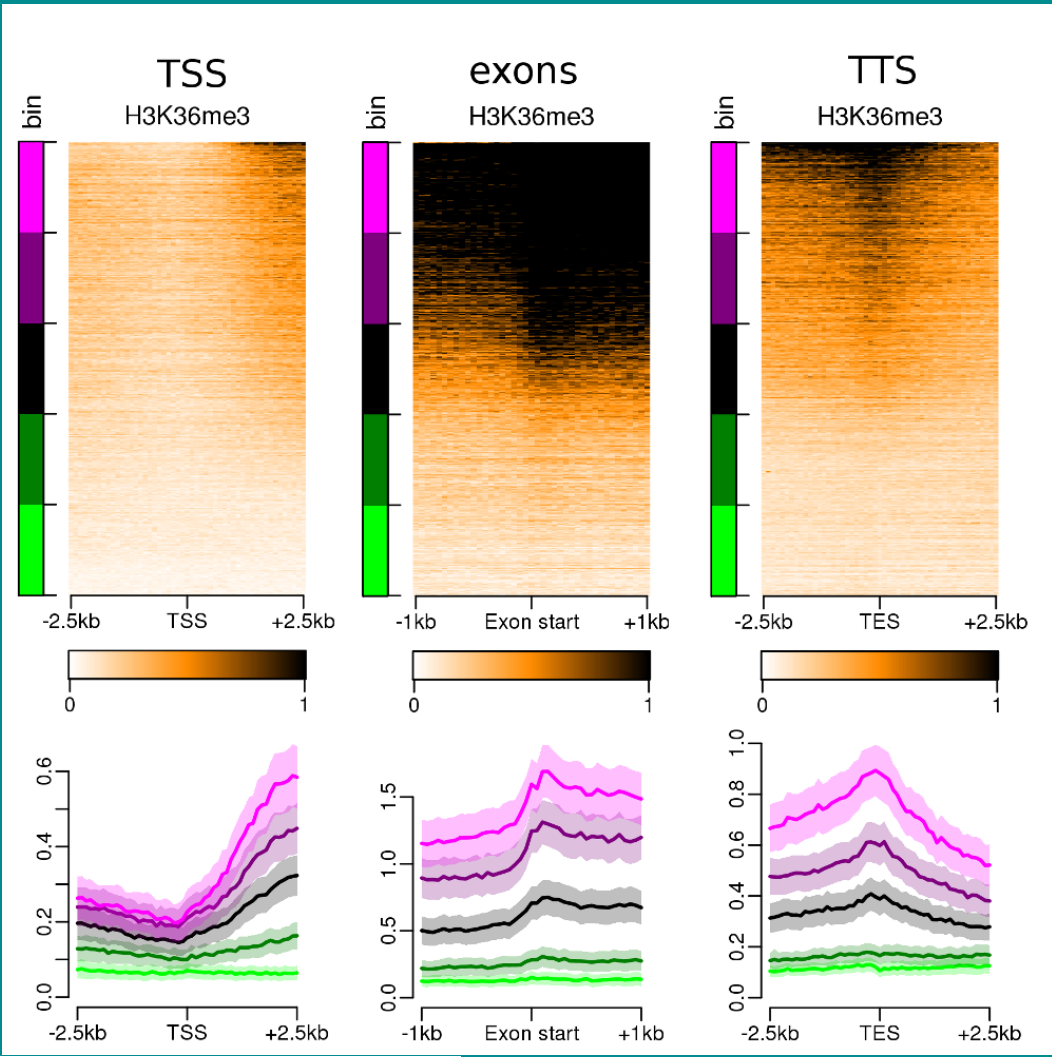 TSS exons TTS
bin H3K36me3 bin H3K36me3 bin H3K36me3
-2.5kb TSS +2.5kb -1kb Exon start +1kb -2.5kb TES +2.5kb
0 1 0 1 0 1
0.0 0.2 0.4 0.6
0.0 0.5 1.0 1.5
0.0 0.2 0.4 0.6 0.8 1.0
-2.5kb TSS +2.5kb -1kb Exon start +1kb -2.5kb TES +2.5kb